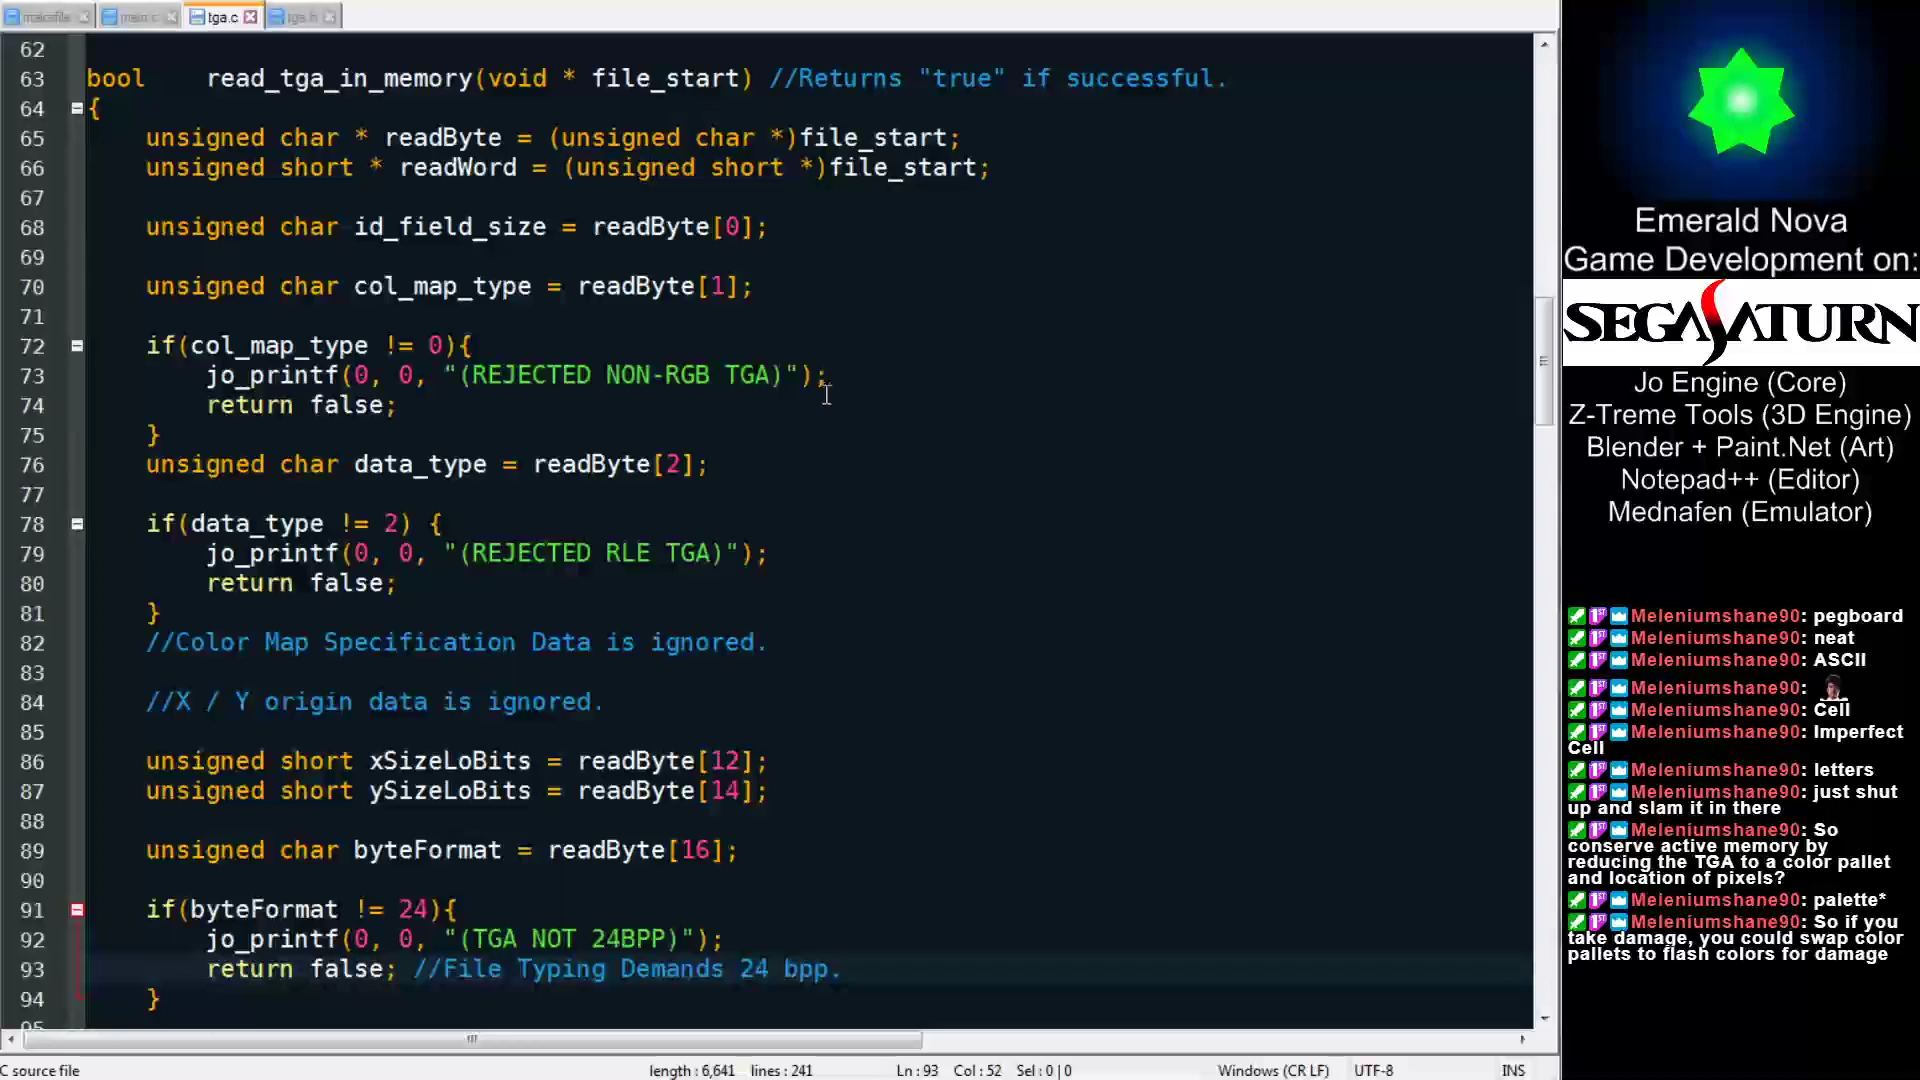 makefile main.c tga.c tga.h
62
63 bool    read_tga_in_memory(void * file_start) //Returns "true" if successful.
64 {
65     unsigned char * readByte = (unsigned char *)file_start;
66     unsigned short * readWord = (unsigned short *)file_start;
67
68     unsigned char id_field_size = readByte[0];
69
70     unsigned char col_map_type = readByte[1];
71
72     if(col_map_type != 0){
73         jo_printf(0, 0, "(REJECTED NON-RGB TGA)");
74         return false;
75     }
76     unsigned char data_type = readByte[2];
77
78     if(data_type != 2) {
79         jo_printf(0, 0, "(REJECTED RLE TGA)");
80         return false;
81     }
82     //Color Map Specification Data is ignored.
83
84     //X / Y origin data is ignored.
85
86     unsigned short xSizeLoBits = readByte[12];
87     unsigned short ySizeLoBits = readByte[14];
88
89     unsigned char byteFormat = readByte[16];
90
91     if(byteFormat != 24){
92         jo_printf(0, 0, "(TGA NOT 24BPP)");
93         return false; //File Typing Demands 24 bpp.
94     }
95
C source file length : 6,641 lines : 241 Ln : 93 Col : 52 Sel : 0 | 0 Windows (CR LF) UTF-8 INS
Emerald Nova
Game Development on:
SEGA SATURN
Jo Engine (Core)
Z-Treme Tools (3D Engine)
Blender + Paint.Net (Art)
Notepad++ (Editor)
Mednafen (Emulator)
1ST Meleniumshane90: pegboard
1ST Meleniumshane90: neat
1ST Meleniumshane90: ASCII
1ST Meleniumshane90:
1ST Meleniumshane90: Cell
1ST Meleniumshane90: Imperfect
Cell
1ST Meleniumshane90: letters
1ST Meleniumshane90: just shut
up and slam it in there
1ST Meleniumshane90: So
conserve active memory by
reducing the TGA to a color pallet
and location of pixels?
1ST Meleniumshane90: palette*
1ST Meleniumshane90: So if you
take damage, you could swap color
pallets to flash colors for damage